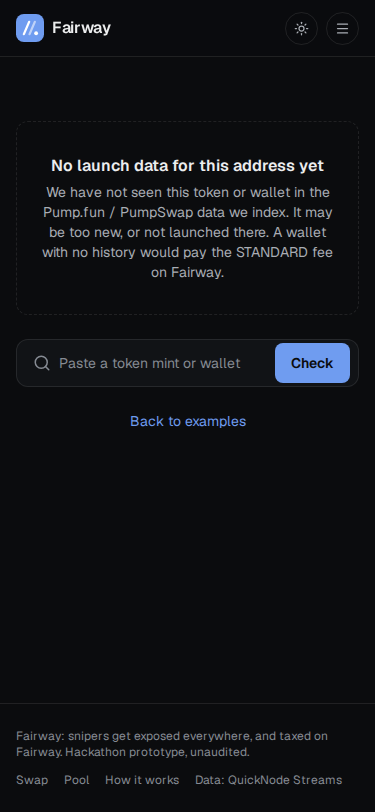 Fairway
No launch data for this address yet
We have not seen this token or wallet in the
Pump.fun / PumpSwap data we index. It may
be too new, or not launched there. A wallet
with no history would pay the STANDARD fee
on Fairway.
Paste a token mint or wallet
Check
Back to examples
Fairway: snipers get exposed everywhere, and taxed on
Fairway. Hackathon prototype, unaudited.
Swap Pool How it works Data: QuickNode Streams